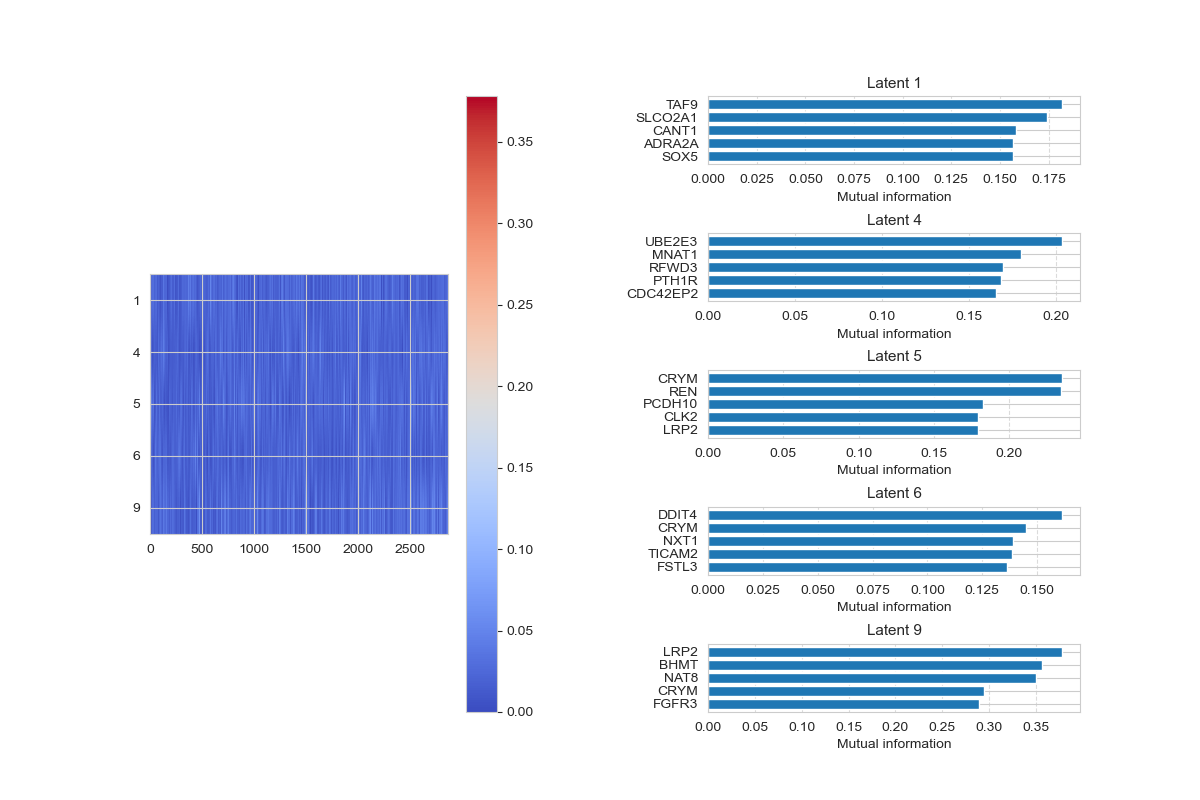 1
4
5
6
9
0 500 1000 1500 2000 2500
0.35
0.30
0.25
0.20
0.15
0.10
0.05
0.00
Latent 1
TAF9
SLCO2A1
CANT1
ADRA2A
SOX5
0.000 0.025 0.050 0.075 0.100 0.125 0.150 0.175
Mutual information
Latent 4
UBE2E3
MNAT1
RFWD3
PTH1R
CDC42EP2
0.00 0.05 0.10 0.15 0.20
Mutual information
Latent 5
CRYM
REN
PCDH10
CLK2
LRP2
0.00 0.05 0.10 0.15 0.20
Mutual information
Latent 6
DDIT4
CRYM
NXT1
TICAM2
FSTL3
0.000 0.025 0.050 0.075 0.100 0.125 0.150
Mutual information
Latent 9
LRP2
BHMT
NAT8
CRYM
FGFR3
0.00 0.05 0.10 0.15 0.20 0.25 0.30 0.35
Mutual information